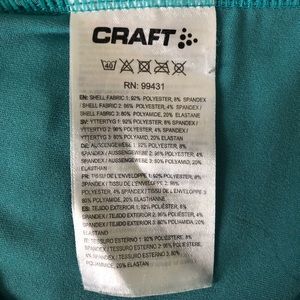 CRAFT
40
RN: 99431
EN: SHELL FABRIC 1: 92% POLYESTER, 8% SPANDEX
/ SHELL FABRIC 2: 96% POLYESTER, 4% SPANDEX /
SHELL FABRIC 3: 80% POLYAMID, 20% ELASTANE
SV: YTTERTYG 1: 92% POLYESTER, 8% SPANDEX /
YTTERTYG 2: 96% POLYESTER, 4% SPANDEX /
YTTERTYG 3: 80% POLYAMID, 20% ELASTAN
DE: AUSSENGEWEBE 1: 92% POLYESTER, 8%
SPANDEX / AUSSENGEWEBE 2: 96% POLYESTER, 4%
SPANDEX / AUSSENGEWEBE 3: 80% POLYAMID, 20%
ELASTHAN
FR: TISSU DE L'ENVELOPPE 1: 92% POLYESTER, 8%
SPANDEX / TISSU DE L'ENVELOPPE 2: 96%
POLYESTER, 4% SPANDEX / TISSU DE L'ENVELOPPE
3: 80% POLYAMIDE, 20% ELASTHANNE
ES: TEJIDO EXTERIOR 1: 92% POLIÉSTER, 8%
SPANDEX / TEJIDO EXTERIOR 2: 96% POLIÉSTER, 4%
SPANDEX / TEJIDO EXTERIOR 3: 80% POLIAMIDA,
20% ELASTANO
TESSUTO ESTERNO 1: 92% POLIESTERE, 8%
SPANDEX / TESSUTO ESTERNO 2: 96%
4% SPANDEX / TESSUTO ESTERNO 3: 80%
20% ELASTAN